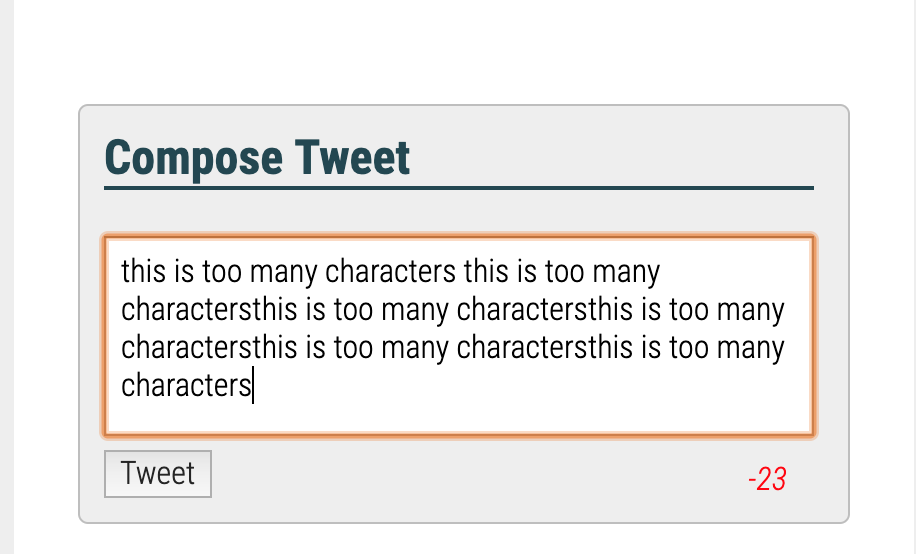 Compose Tweet
this is too many characters this is too many
charactersthis is too many charactersthis is too many
charactersthis is too many charactersthis is too many
characters
Tweet
-23